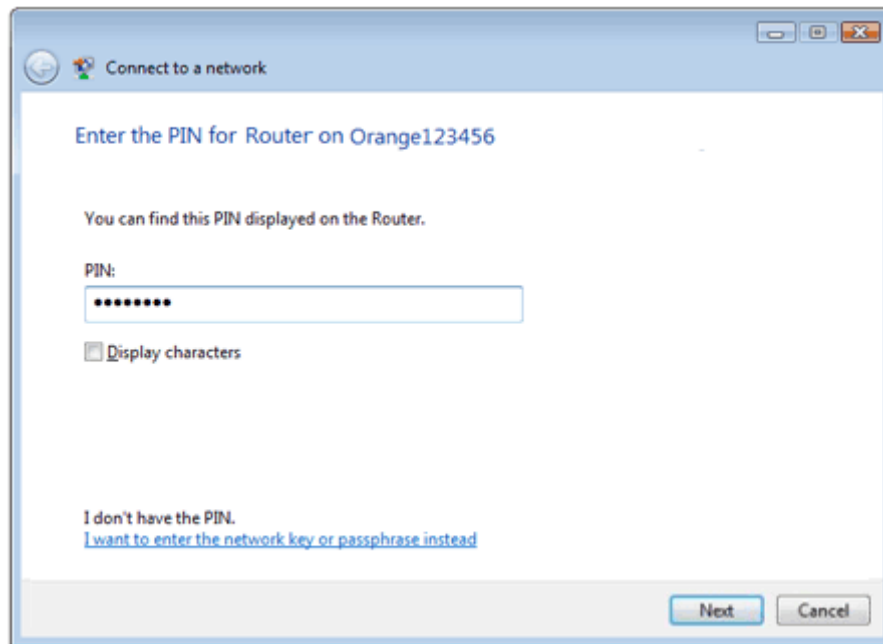 Connect to a network
Enter the PIN for Router on Orange123456
You can find this PIN displayed on the Router.
PIN:
••••••••
Display characters
I don't have the PIN.
I want to enter the network key or passphrase instead
Next Cancel